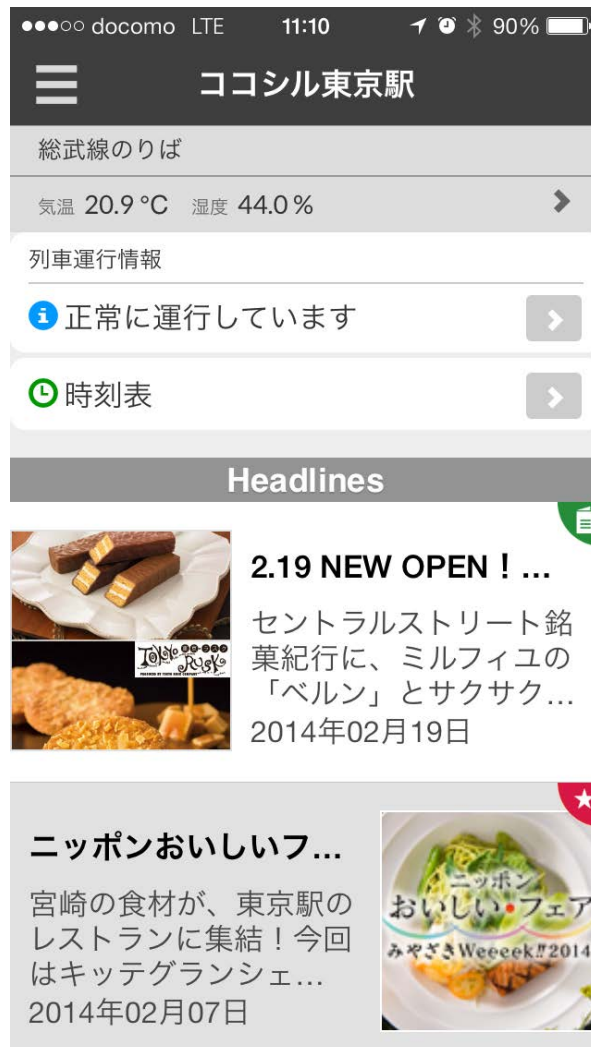 docomo LTE 11:10 90%
ココシル東京駅
総武線のりば
気温 20.9 ℃ 湿度 44.0 %
列車運行情報
正常に運行しています
時刻表
Headlines
2.19 NEW OPEN！...
セントラルストリート銘
菓紀行に、ミルフィユの
「ベルン」とサクサク...
2014年02月19日
TOKYO RUSK
ニッポンおいしいフ...
宮崎の食材が、東京駅の
レストランに集結！今回
はキッテグランシェ...
2014年02月07日
ニッポン
おいしい•フェア
みやざきWeeeek!!2014